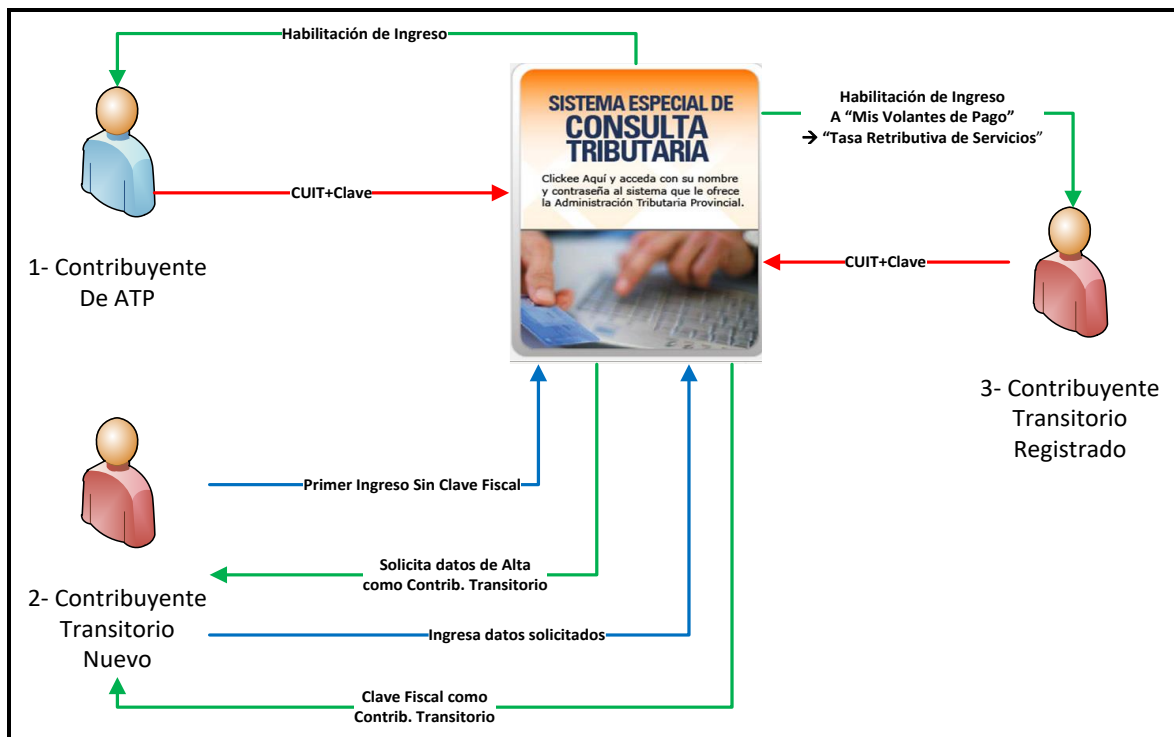 Habilitación de Ingreso
SISTEMA ESPECIAL DE
CONSULTA
TRIBUTARIA
Clickee Aquí y acceda con su nombre
y contraseña al sistema que le ofrece
la Administración Tributaria Provincial.
Habilitación de Ingreso
A “Mis Volantes de Pago”
→ “Tasa Retributiva de Servicios”
CUIT+Clave
CUIT+Clave
1- Contribuyente
De ATP
3- Contribuyente
Transitorio
Registrado
Primer Ingreso Sin Clave Fiscal
Solicita datos de Alta
como Contrib. Transitorio
2- Contribuyente
Transitorio
Nuevo
Ingresa datos solicitados
Clave Fiscal como
Contrib. Transitorio